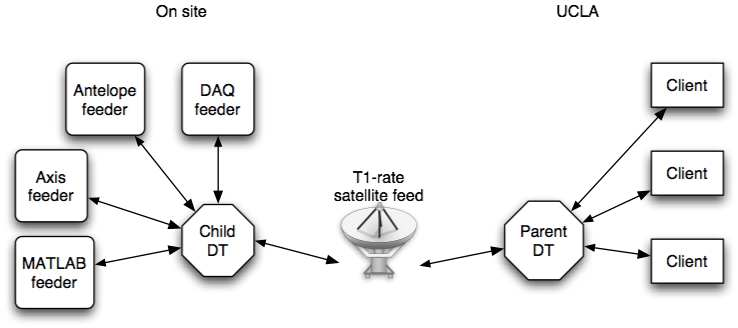 On site
UCLA
Antelope
feeder
DAQ
feeder
Client
Axis
feeder
T1-rate
satellite feed
Client
Child
DT
Parent
DT
MATLAB
feeder
Client